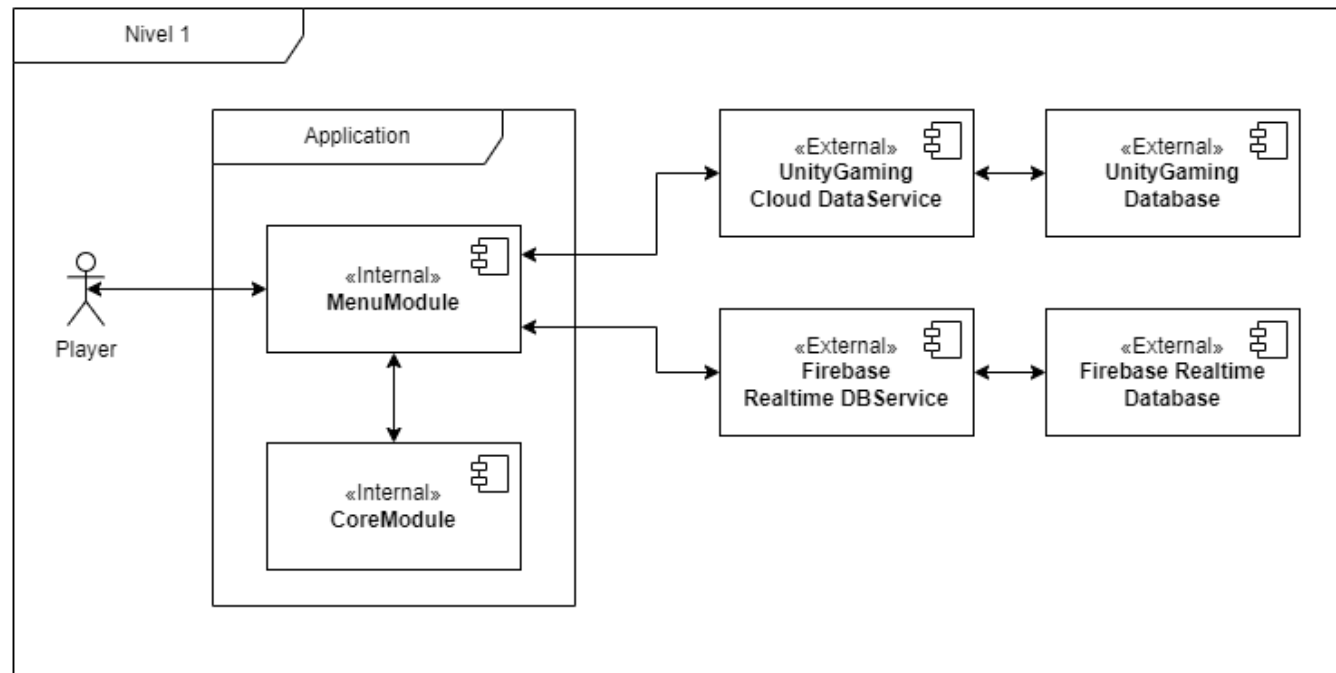 Nivel 1
Application
«External»
UnityGaming
Cloud DataService
«External»
UnityGaming
Database
«Internal»
MenuModule
Player
«External»
Firebase
Realtime DBService
«External»
Firebase Realtime
Database
«Internal»
CoreModule